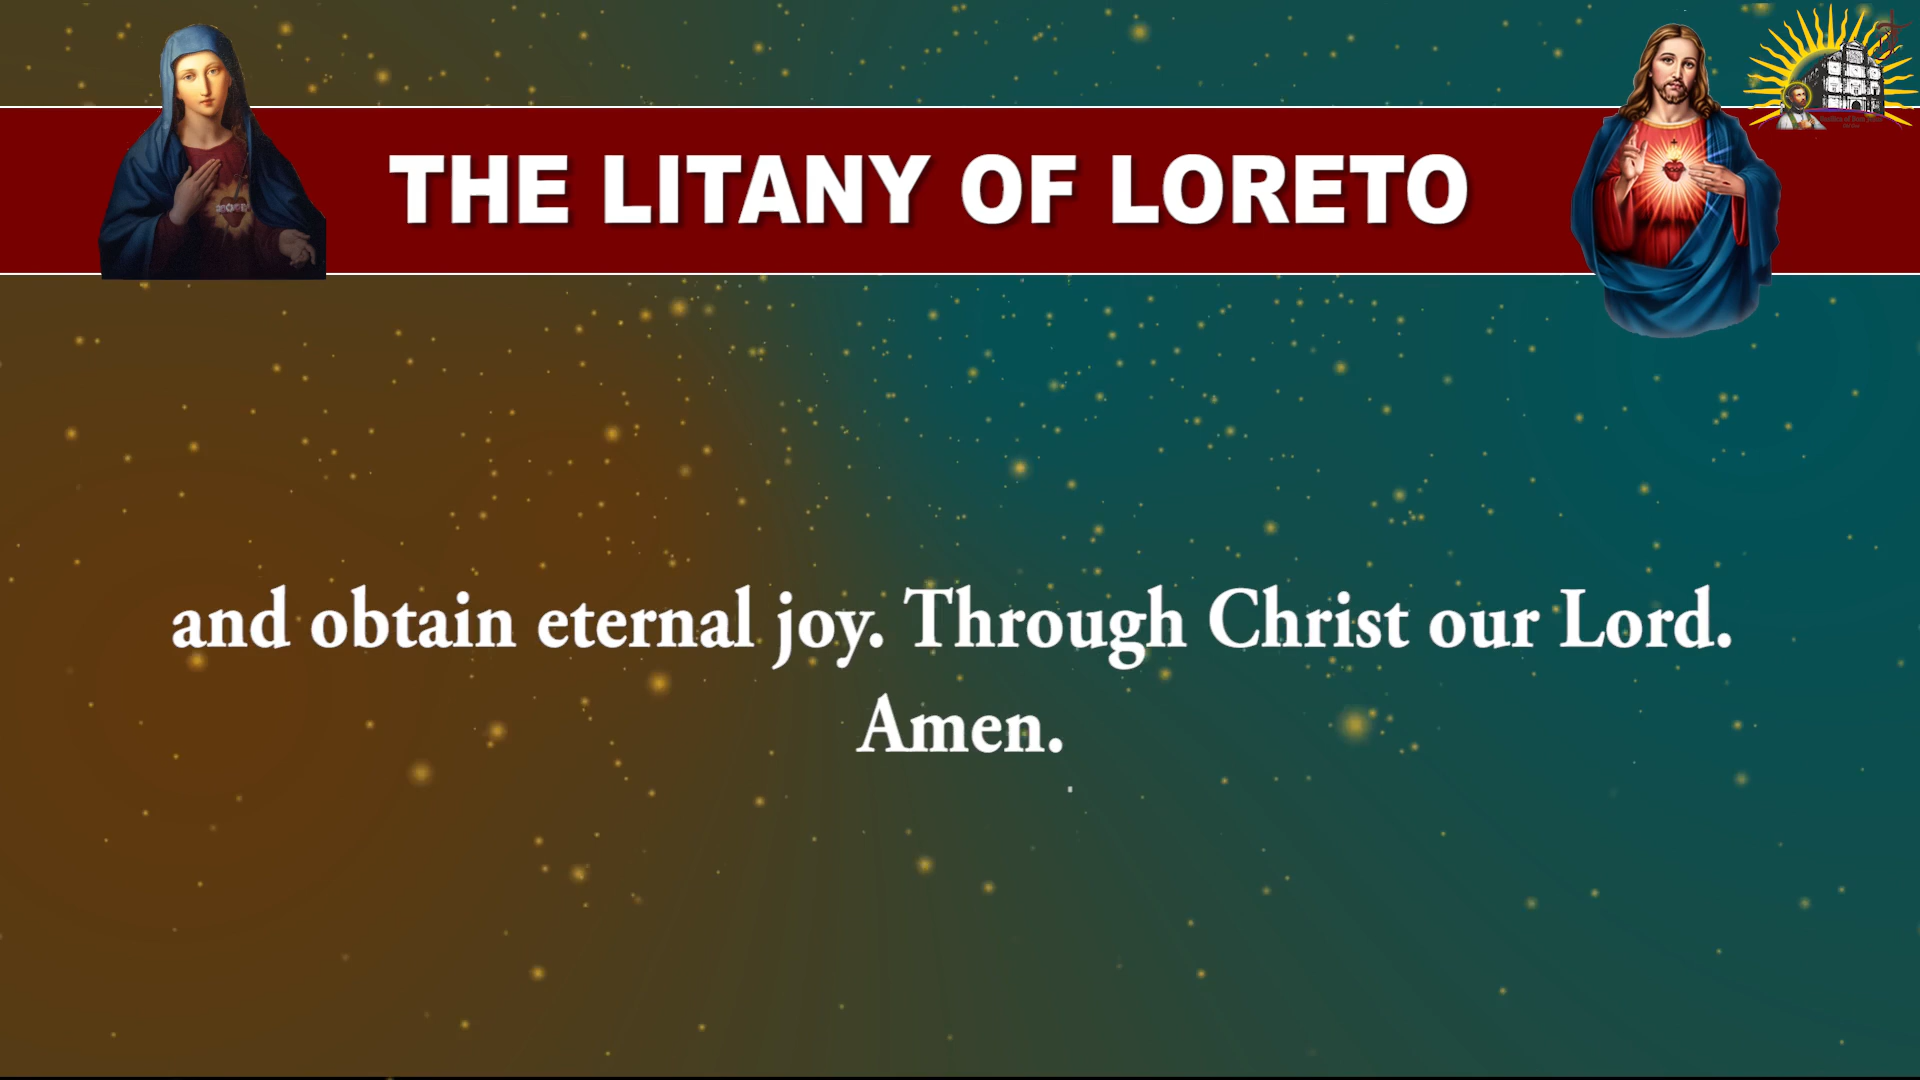 THE LITANY OF LORETO
and obtain eternal joy. Through Christ our Lord.
Amen.